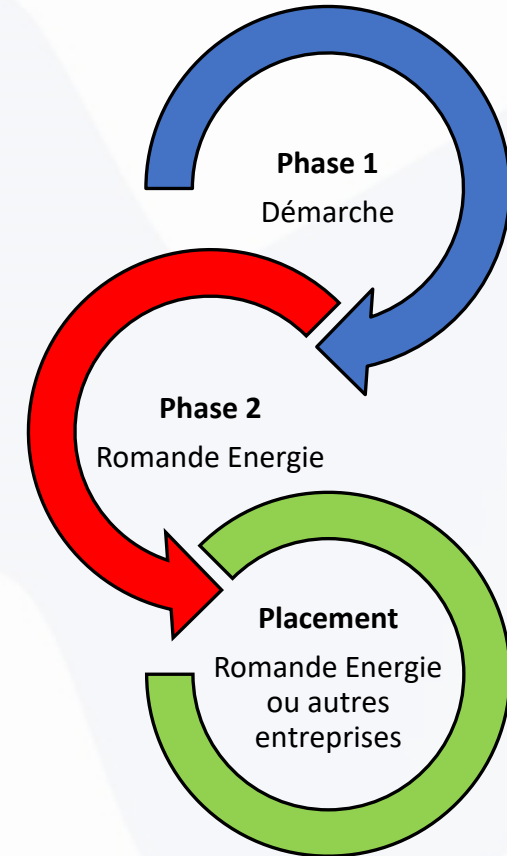 Phase 1
Démarche
Phase 2
Romande Energie
Placement
Romande Energie
ou autres
entreprises